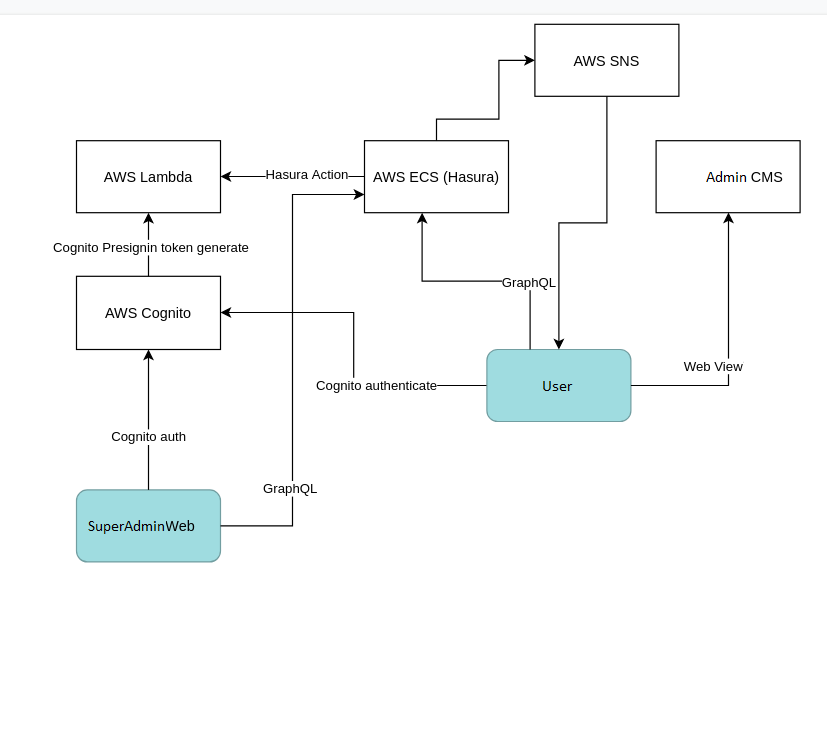 AWS SNS
AWS Lambda
Hasura Action
AWS ECS (Hasura)
Admin CMS
Cognito Presignin token generate
GraphQL
AWS Cognito
Web View
Cognito authenticate
User
Cognito auth
GraphQL
SuperAdminWeb